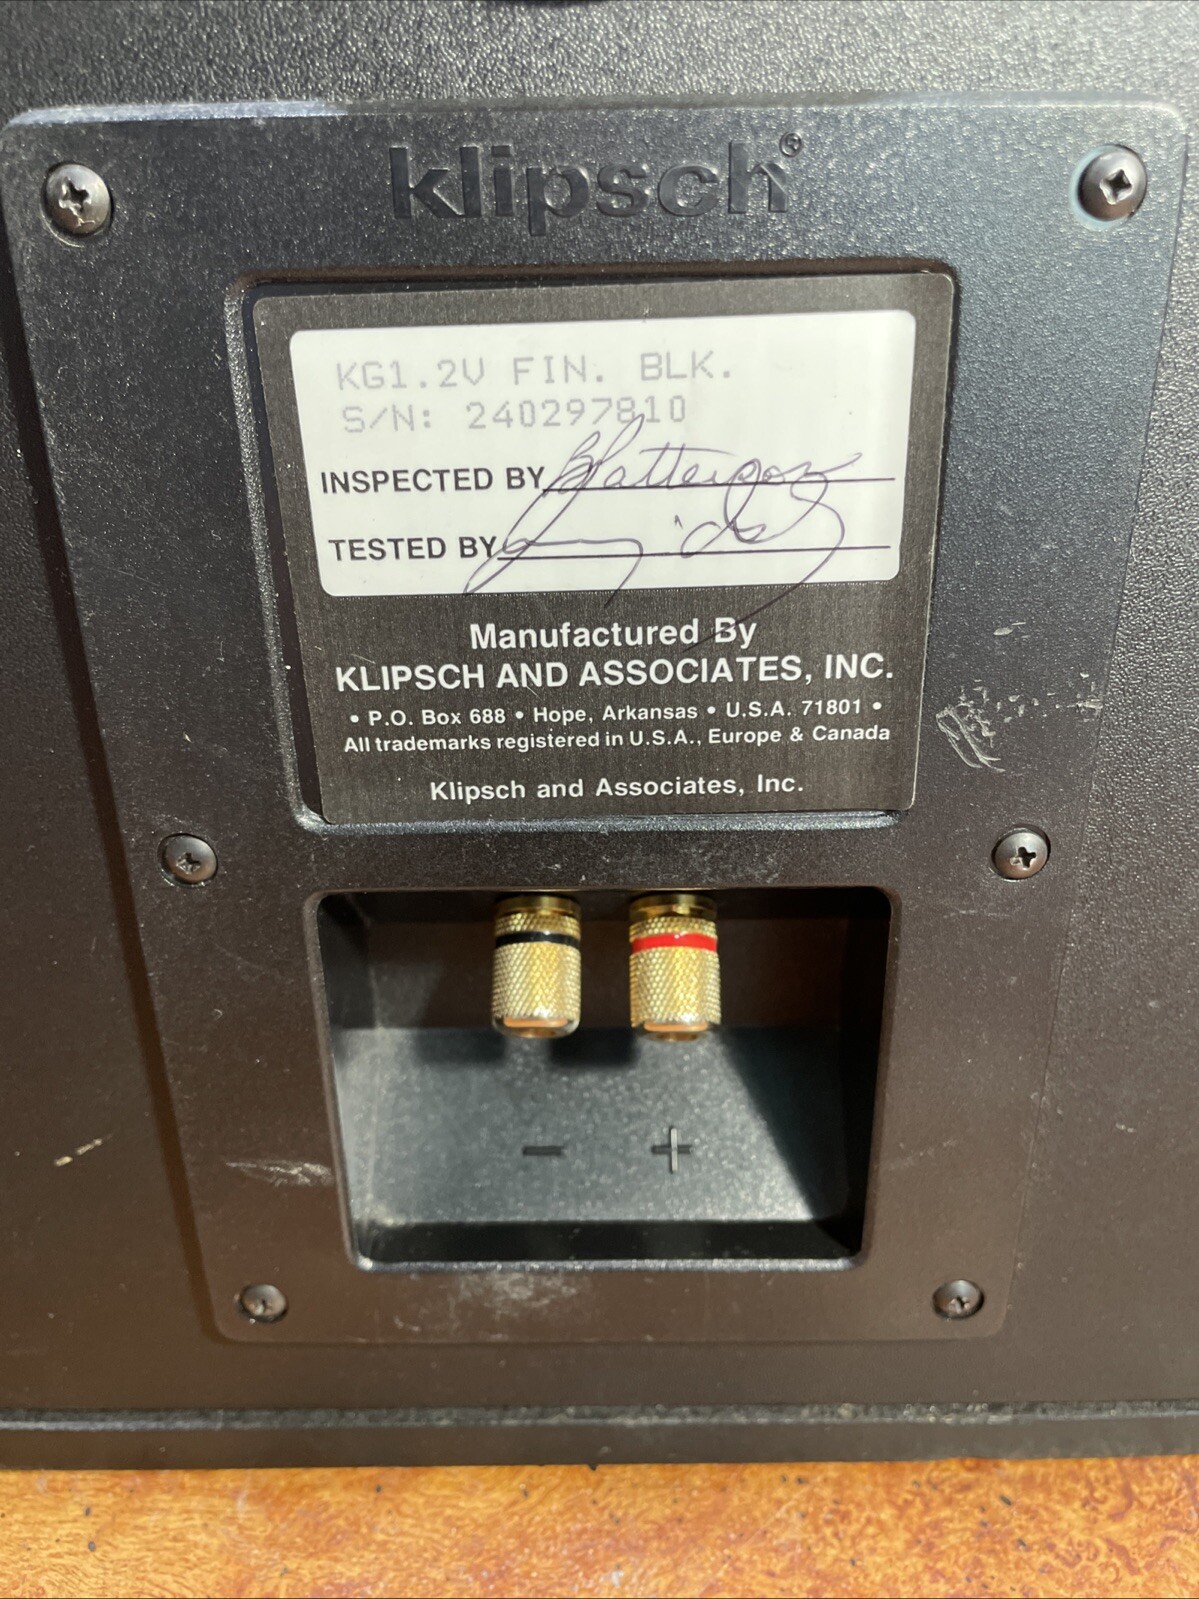 klipsch®
KG1.2V FIN. BLK.
S/N: 240297810
INSPECTED BY Patterson
TESTED BY
Manufactured By
KLIPSCH AND ASSOCIATES, INC.
• P.O. Box 688 • Hope, Arkansas • U.S.A. 71801 •
All trademarks registered in U.S.A., Europe & Canada
Klipsch and Associates, Inc.
− +